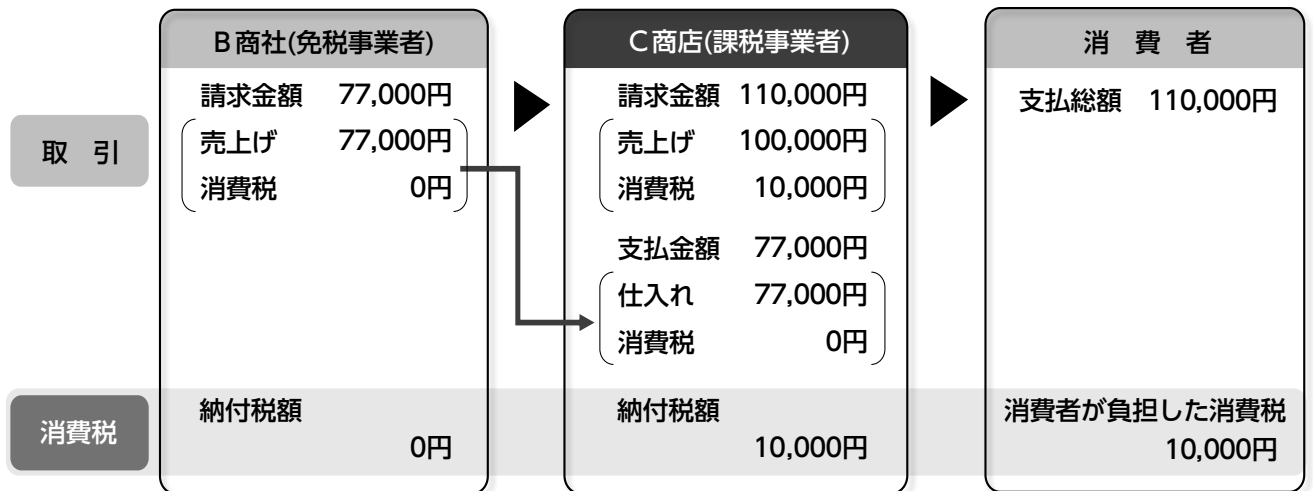 取 引
消費税
B商社(免税事業者)
請求金額 77,000円
売上げ 77,000円
消費税 0円
納付税額
0円
C商店(課税事業者)
請求金額 110,000円
売上げ 100,000円
消費税 10,000円
支払金額 77,000円
仕入れ 77,000円
消費税 0円
納付税額
10,000円
消 費 者
支払総額 110,000円
消費者が負担した消費税
10,000円